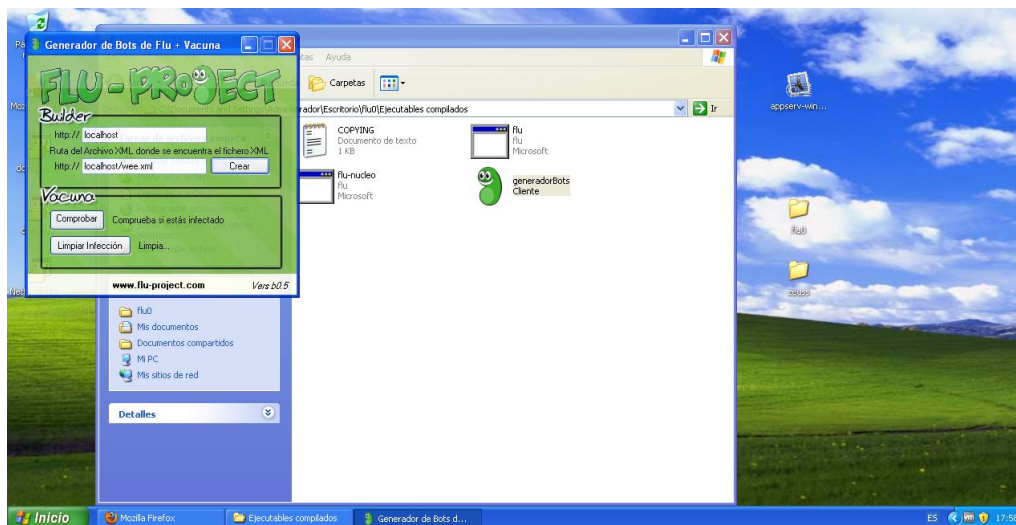 Generador de Bots de Flu + Vacuna
FLU-PROJECT
Builder
http:// localhost
Ruta del Archivo XML donde se encuentra el fichero XML
http:// localhost/wee.xml Crear
Vacuna
Comprobar Comprueba si estás infectado
Limpiar Infección Limpia...
www.flu-project.com Vers b0.5
Ayuda
Carpetas
rador\Escritorio\flu0\Ejecutables compilados Ir
COPYING
Documento de texto
1 KB
flu
flu
Microsoft
flu-nucleo
flu
Microsoft
generadorBots
Cliente
flu0
Mis documentos
Documentos compartidos
Mi PC
Mis sitios de red
Detalles
appserv-win...
flu0
zeuss
Inicio Mozilla Firefox Ejecutables compilados Generador de Bots d... ES 17:58